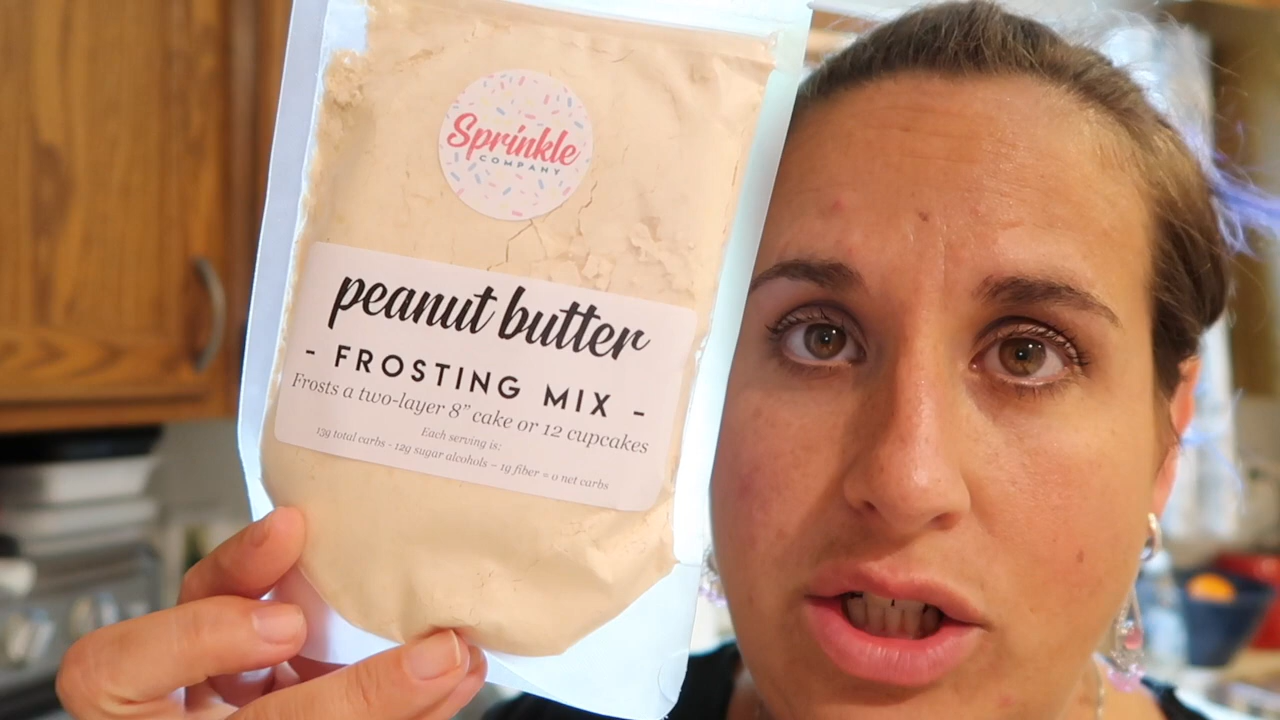 Sprinkle
COMPANY
peanut butter
- FROSTING MIX -
Frosts a two-layer 8" cake or 12 cupcakes
Each serving is:
13g total carbs - 12g sugar alcohols - 1g fiber = 0 net carbs